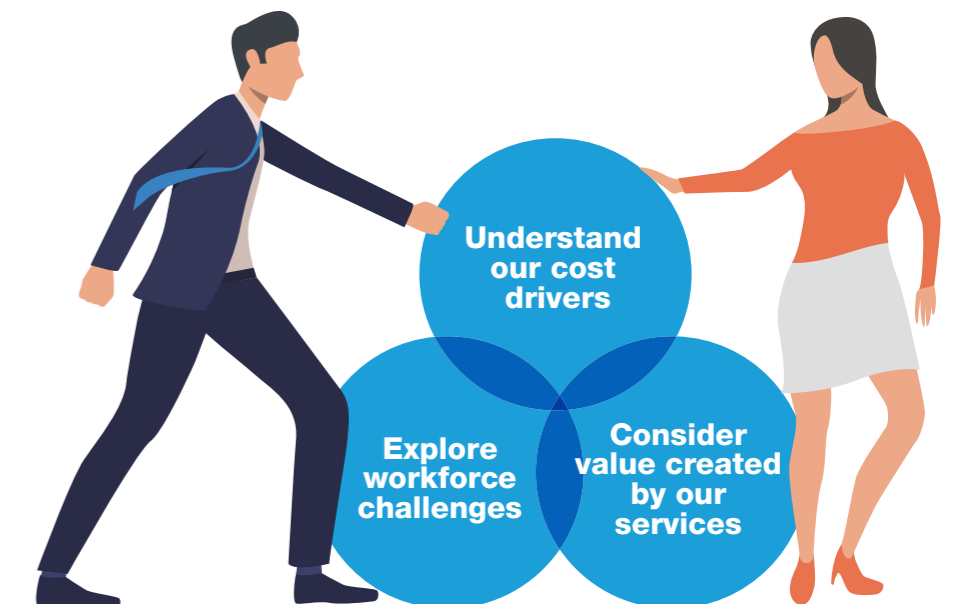 Understand
our cost
drivers
Explore
workforce
challenges
Consider
value created
by our
services